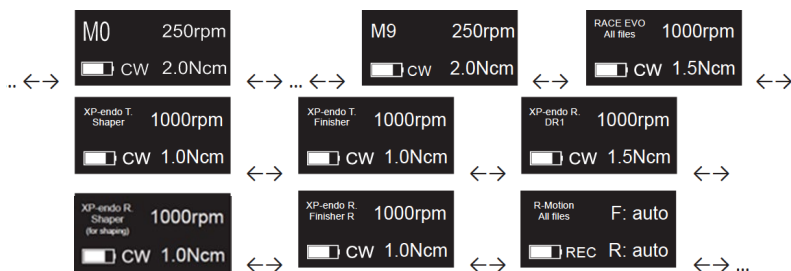 M0 250rpm
CW 2.0Ncm
.. ←→
←→ ... ←→
M9 250rpm
CW 2.0Ncm
←→
RACE EVO
All files
1000rpm
CW 1.5Ncm
←→
XP-endo T.
Shaper
1000rpm
CW 1.0Ncm
←→
XP-endo T.
Finisher
1000rpm
CW 1.0Ncm
←→
XP-endo R.
DR1
1000rpm
CW 1.5Ncm
←→
XP-endo R.
Shaper
(for shaping)
1000rpm
CW 1.0Ncm
←→
XP-endo R.
Finisher R
1000rpm
CW 1.0Ncm
←→
R-Motion
All files
F: auto
REC R: auto
←→ ...